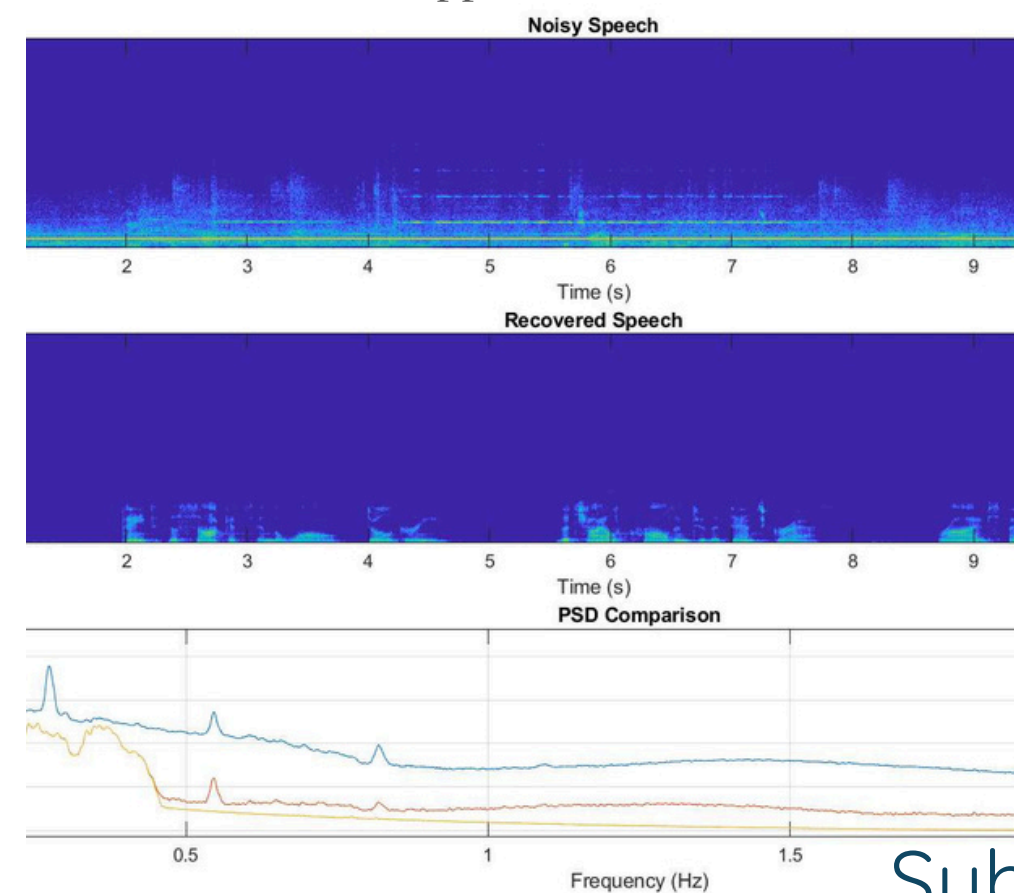 Noisy Speech
2 3 4 5 6 7 8 9
Time (s)
Recovered Speech
2 3 4 5 6 7 8 9
Time (s)
PSD Comparison
0.5 1 1.5
Frequency (Hz)
Sub